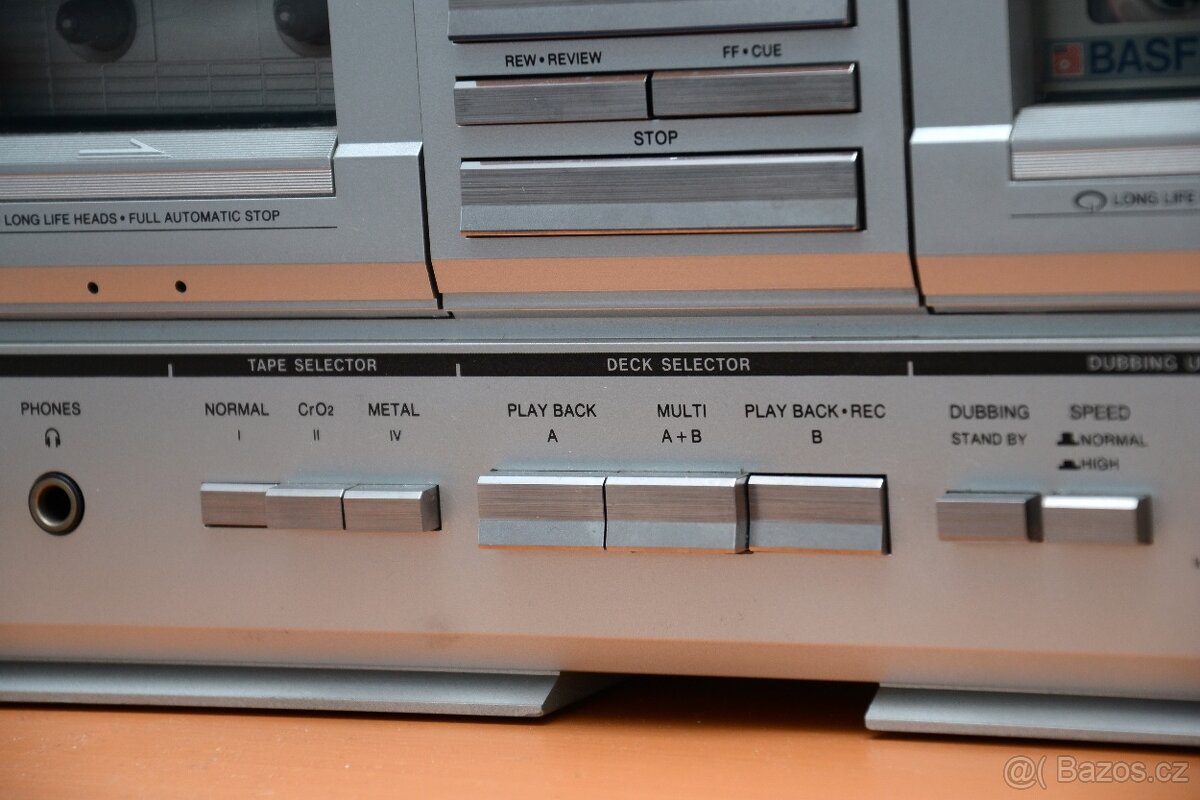 REW•REVIEW
FF•CUE
BASF
STOP
LONG LIFE HEADS•FULL AUTOMATIC STOP
LONG LIFE
TAPE SELECTOR
DECK SELECTOR
DUBBING
PHONES
NORMAL
I
CrO2
II
METAL
IV
PLAY BACK
A
MULTI
A+B
PLAY BACK•REC
B
DUBBING
STAND BY
SPEED
NORMAL
HIGH
@( Bazos.cz